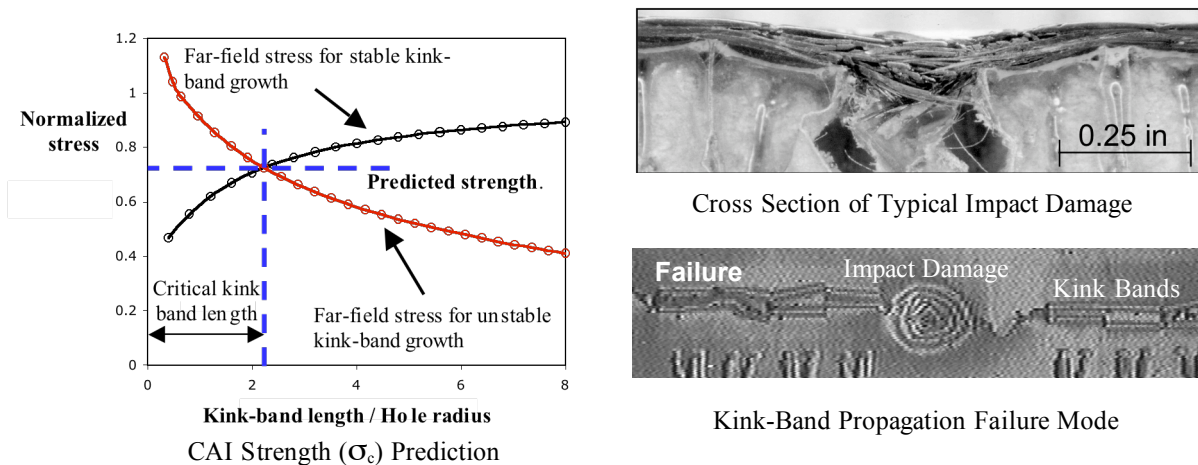 1.2
1
0.8
0.6
0.4
0.2
0
Normalized
stress
Far-field stress for stable kink-
band growth
Predicted strength.
Critical kink
band length
Far-field stress for unstable
kink-band growth
0
2
4
6
8
Kink-band length / Hole radius
CAI Strength (σc) Prediction
0.25 in
Cross Section of Typical Impact Damage
Failure
Impact Damage
Kink Bands
Kink-Band Propagation Failure Mode